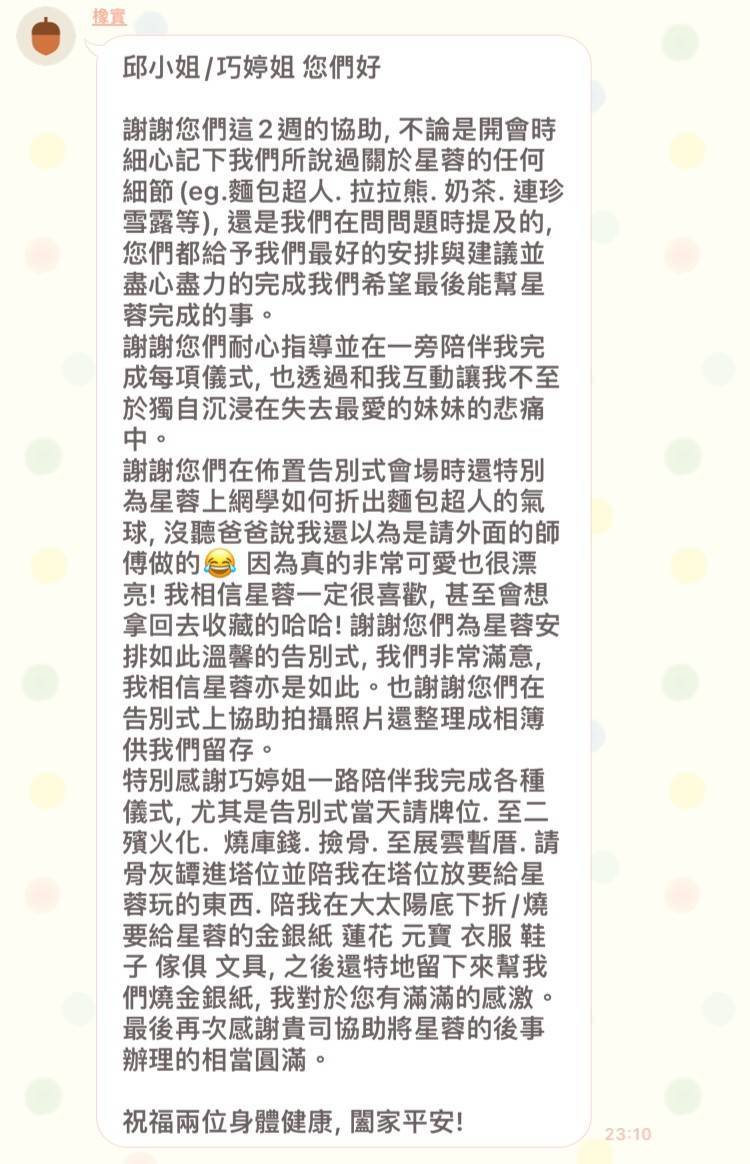 橡實
邱小姐/巧婷姐 您們好
謝謝您們這2週的協助, 不論是開會時
細心記下我們所說過關於星蓉的任何
細節(eg.麵包超人. 拉拉熊. 奶茶. 連珍
雪露等), 還是我們在問問題時提及的,
您們都給予我們最好的安排與建議並
盡心盡力的完成我們希望最後能幫星
蓉完成的事。
謝謝您們耐心指導並在一旁陪伴我完
成每項儀式, 也透過和我互動讓我不至
於獨自沉浸在失去最愛的妹妹的悲痛
中。
謝謝您們在佈置告別式會場時還特別
為星蓉上網學如何折出麵包超人的氣
球, 沒聽爸爸說我還以為是請外面的師
傅做的😂 因為真的非常可愛也很漂
亮! 我相信星蓉一定很喜歡, 甚至會想
拿回去收藏的哈哈! 謝謝您們為星蓉安
排如此溫馨的告別式, 我們非常滿意,
我相信星蓉亦是如此。也謝謝您們在
告別式上協助拍攝照片還整理成相簿
供我們留存。
特別感謝巧婷姐一路陪伴我完成各種
儀式, 尤其是告別式當天請牌位. 至二
殯火化. 燒庫錢. 撿骨. 至展雲暫厝. 請
骨灰罈進塔位並陪我在塔位放要給星
蓉玩的東西. 陪我在大太陽底下折/燒
要給星蓉的金銀紙 蓮花 元寶 衣服 鞋
子 傢俱 文具, 之後還特地留下來幫我
們燒金銀紙, 我對於您有滿滿的感激。
最後再次感謝貴司協助將星蓉的後事
辦理的相當圓滿。
祝福兩位身體健康, 闔家平安!
23:10